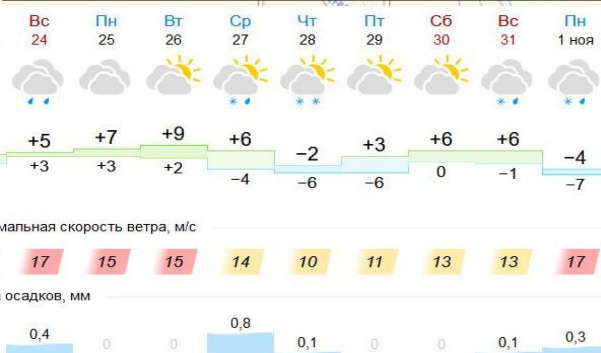 Вс Пн Вт Ср Чт Пт Сб Вс Пн
24 25 26 27 28 29 30 31 1 ноя
+5 +7 +9 +6 −2 +3 +6 +6 −4
+3 +3 +2 −4 −6 −6 0 −1 −7
мальная скорость ветра, м/с
17 15 15 14 10 11 13 13 17
осадков, мм
0,4 0 0 0,8 0,1 0 0 0,1 0,3